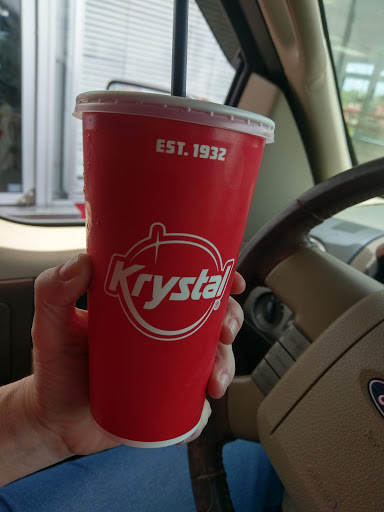 EST. 1932
Krystal
®